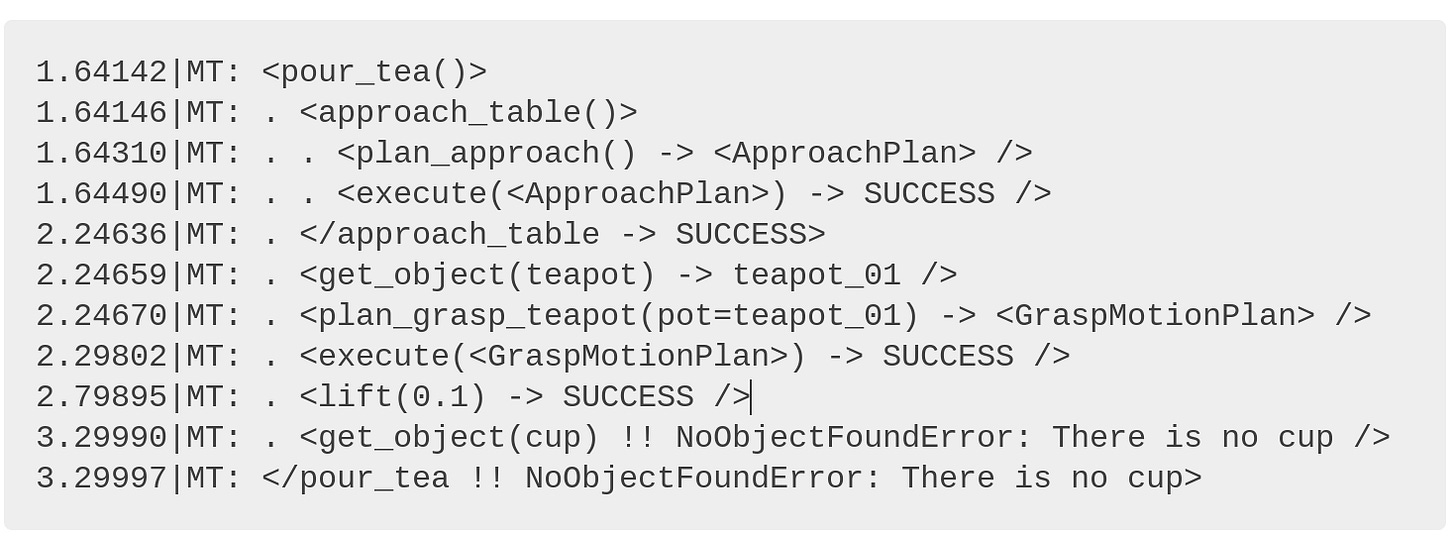 1.64142|MT: <pour_tea()>
1.64146|MT: . <approach_table()>
1.64310|MT: . . <plan_approach() -> <ApproachPlan> />
1.64490|MT: . . <execute(<ApproachPlan>) -> SUCCESS />
2.24636|MT: . </approach_table -> SUCCESS>
2.24659|MT: . <get_object(teapot) -> teapot_01 />
2.24670|MT: . <plan_grasp_teapot(pot=teapot_01) -> <GraspMotionPlan> />
2.29802|MT: . <execute(<GraspMotionPlan>) -> SUCCESS />
2.79895|MT: . <lift(0.1) -> SUCCESS />
3.29990|MT: . <get_object(cup) !! NoObjectFoundError: There is no cup />
3.29997|MT: </pour_tea !! NoObjectFoundError: There is no cup>